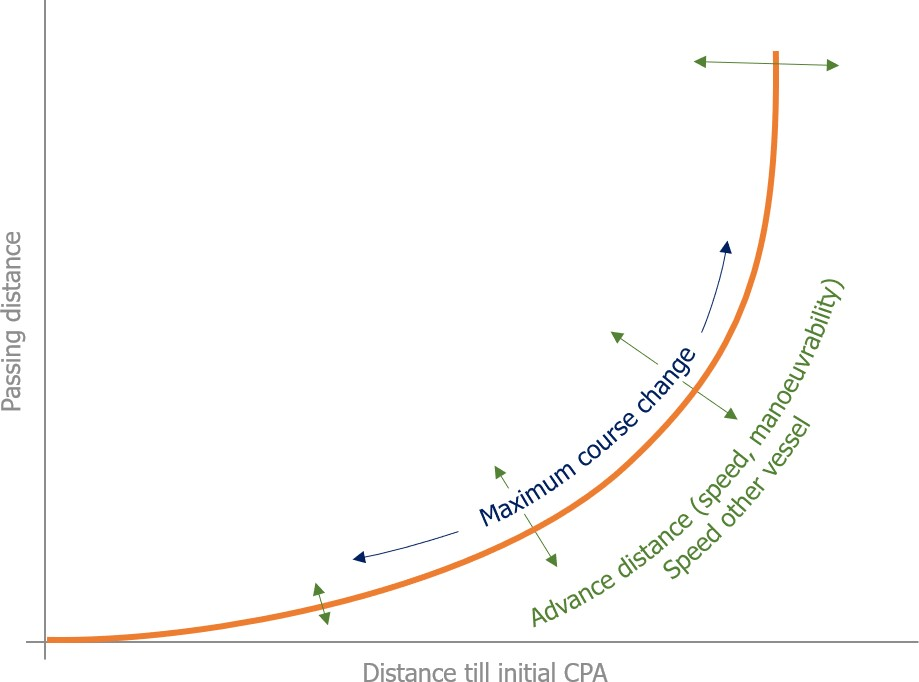 Passing distance
Maximum course change
Advance distance (speed, manoeuvrability)
Speed other vessel
Distance till initial CPA